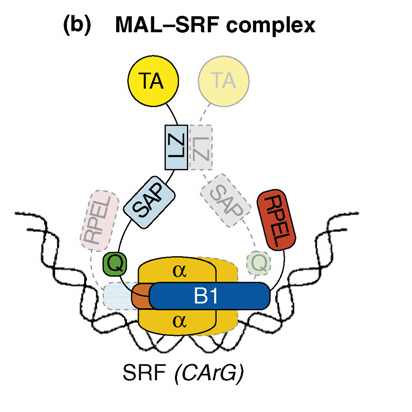 (b) MAL–SRF complex
TA TA
LZ LZ
SAP SAP
RPEL RPEL
Q Q
α
B1
α
SRF (CArG)